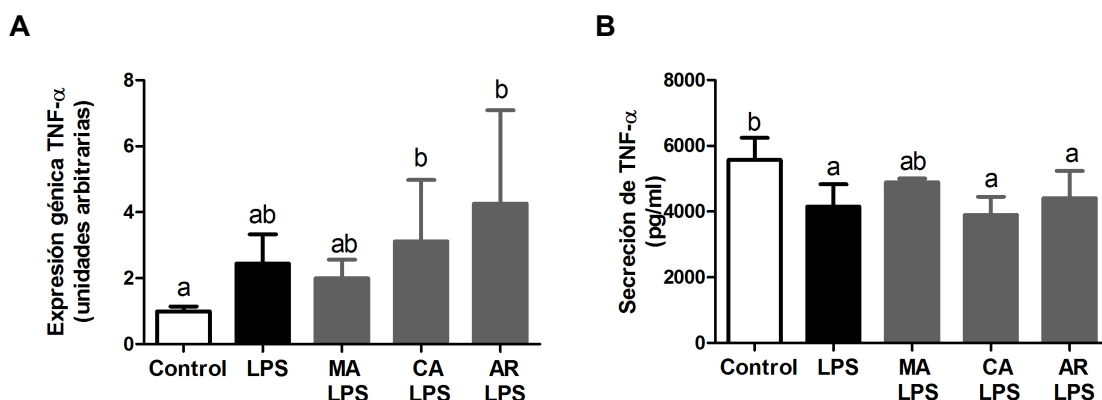 A
Expresión génica TNF-α
(unidades arbitrarias)
8
6
4
2
0
a
ab
ab
b
b
Control
LPS
MA
LPS
CA
LPS
AR
LPS
B
Secreción de TNF-α
(pg/ml)
8000
6000
4000
2000
0
b
a
ab
a
a
Control
LPS
MA
LPS
CA
LPS
AR
LPS